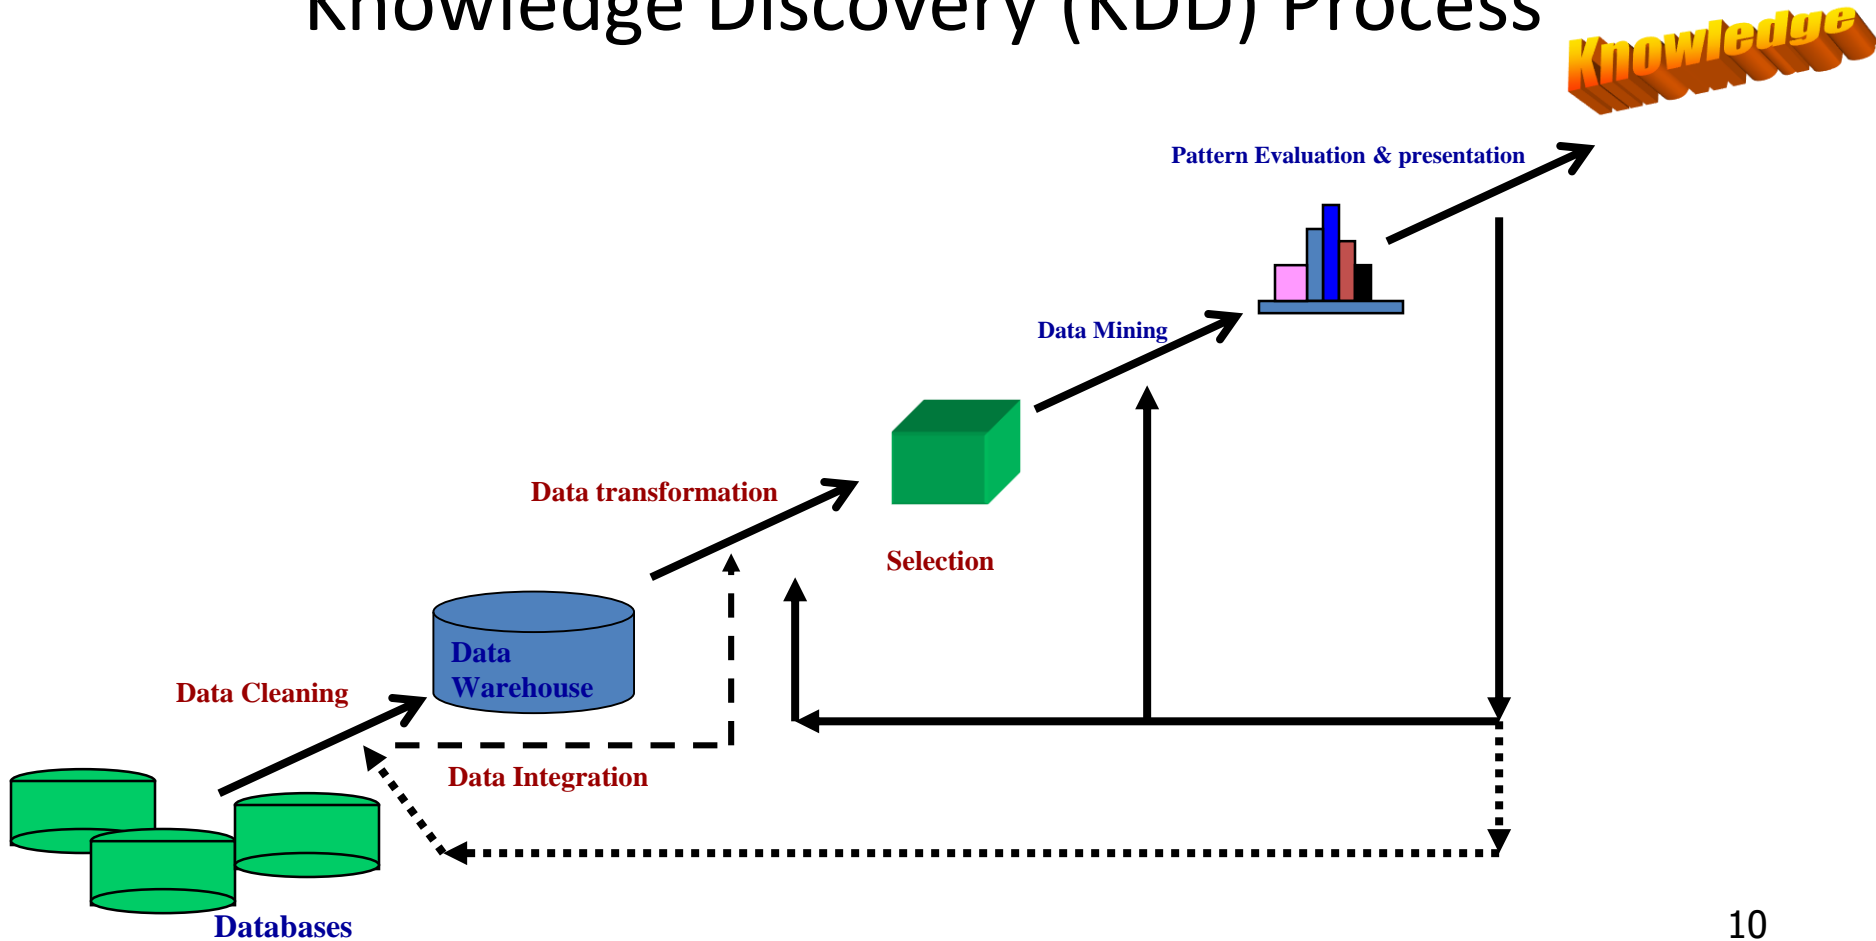 Knowledge Discovery (KDD) Process
Knowledge
Pattern Evaluation & presentation
Data Mining
Data transformation
Selection
Data
Warehouse
Data Cleaning
Data Integration
Databases
10